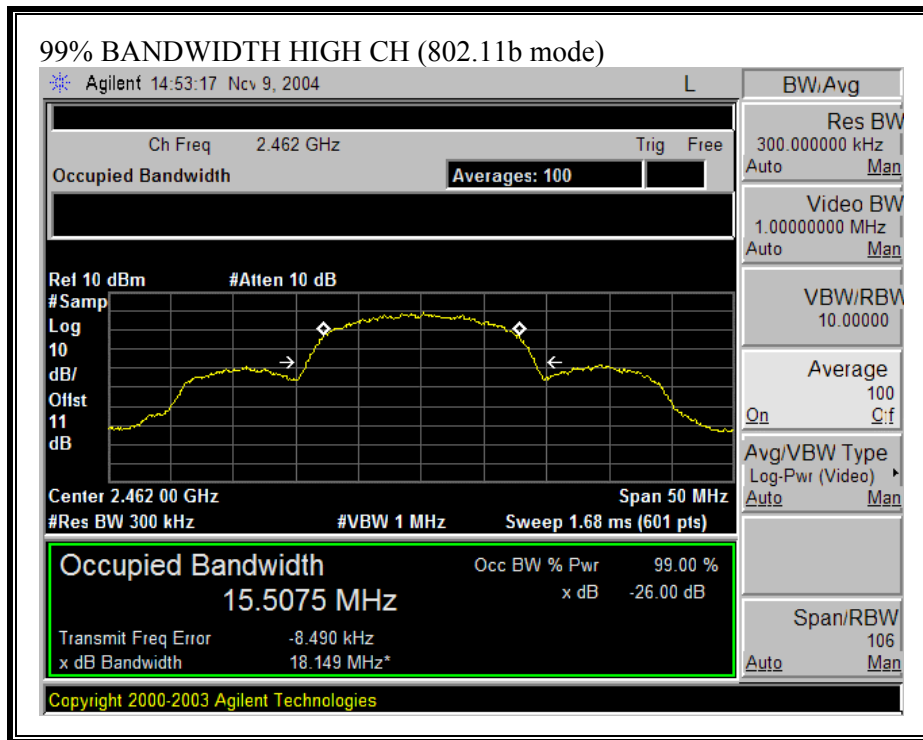 99% BANDWIDTH HIGH CH (802.11b mode)
Agilent 14:53:17 Nov 9, 2004 L
BW/Avg
Ch Freq 2.462 GHz Trig Free
Occupied Bandwidth Averages: 100
Ref 10 dBm #Atten 10 dB
#Samp
Log
10
dB/
Offst
11
dB
Center 2.462 00 GHz Span 50 MHz
#Res BW 300 kHz #VBW 1 MHz Sweep 1.68 ms (601 pts)
Occupied Bandwidth Occ BW % Pwr 99.00 %
15.5075 MHz x dB -26.00 dB
Transmit Freq Error -8.490 kHz
x dB Bandwidth 18.149 MHz*
Copyright 2000-2003 Agilent Technologies
Res BW
300.000000 kHz
Auto Man
Video BW
1.00000000 MHz
Auto Man
VBW/RBW
10.00000
Average
100
On Off
Avg/VBW Type
Log-Pwr (Video)
Auto Man
Span/RBW
106
Auto Man